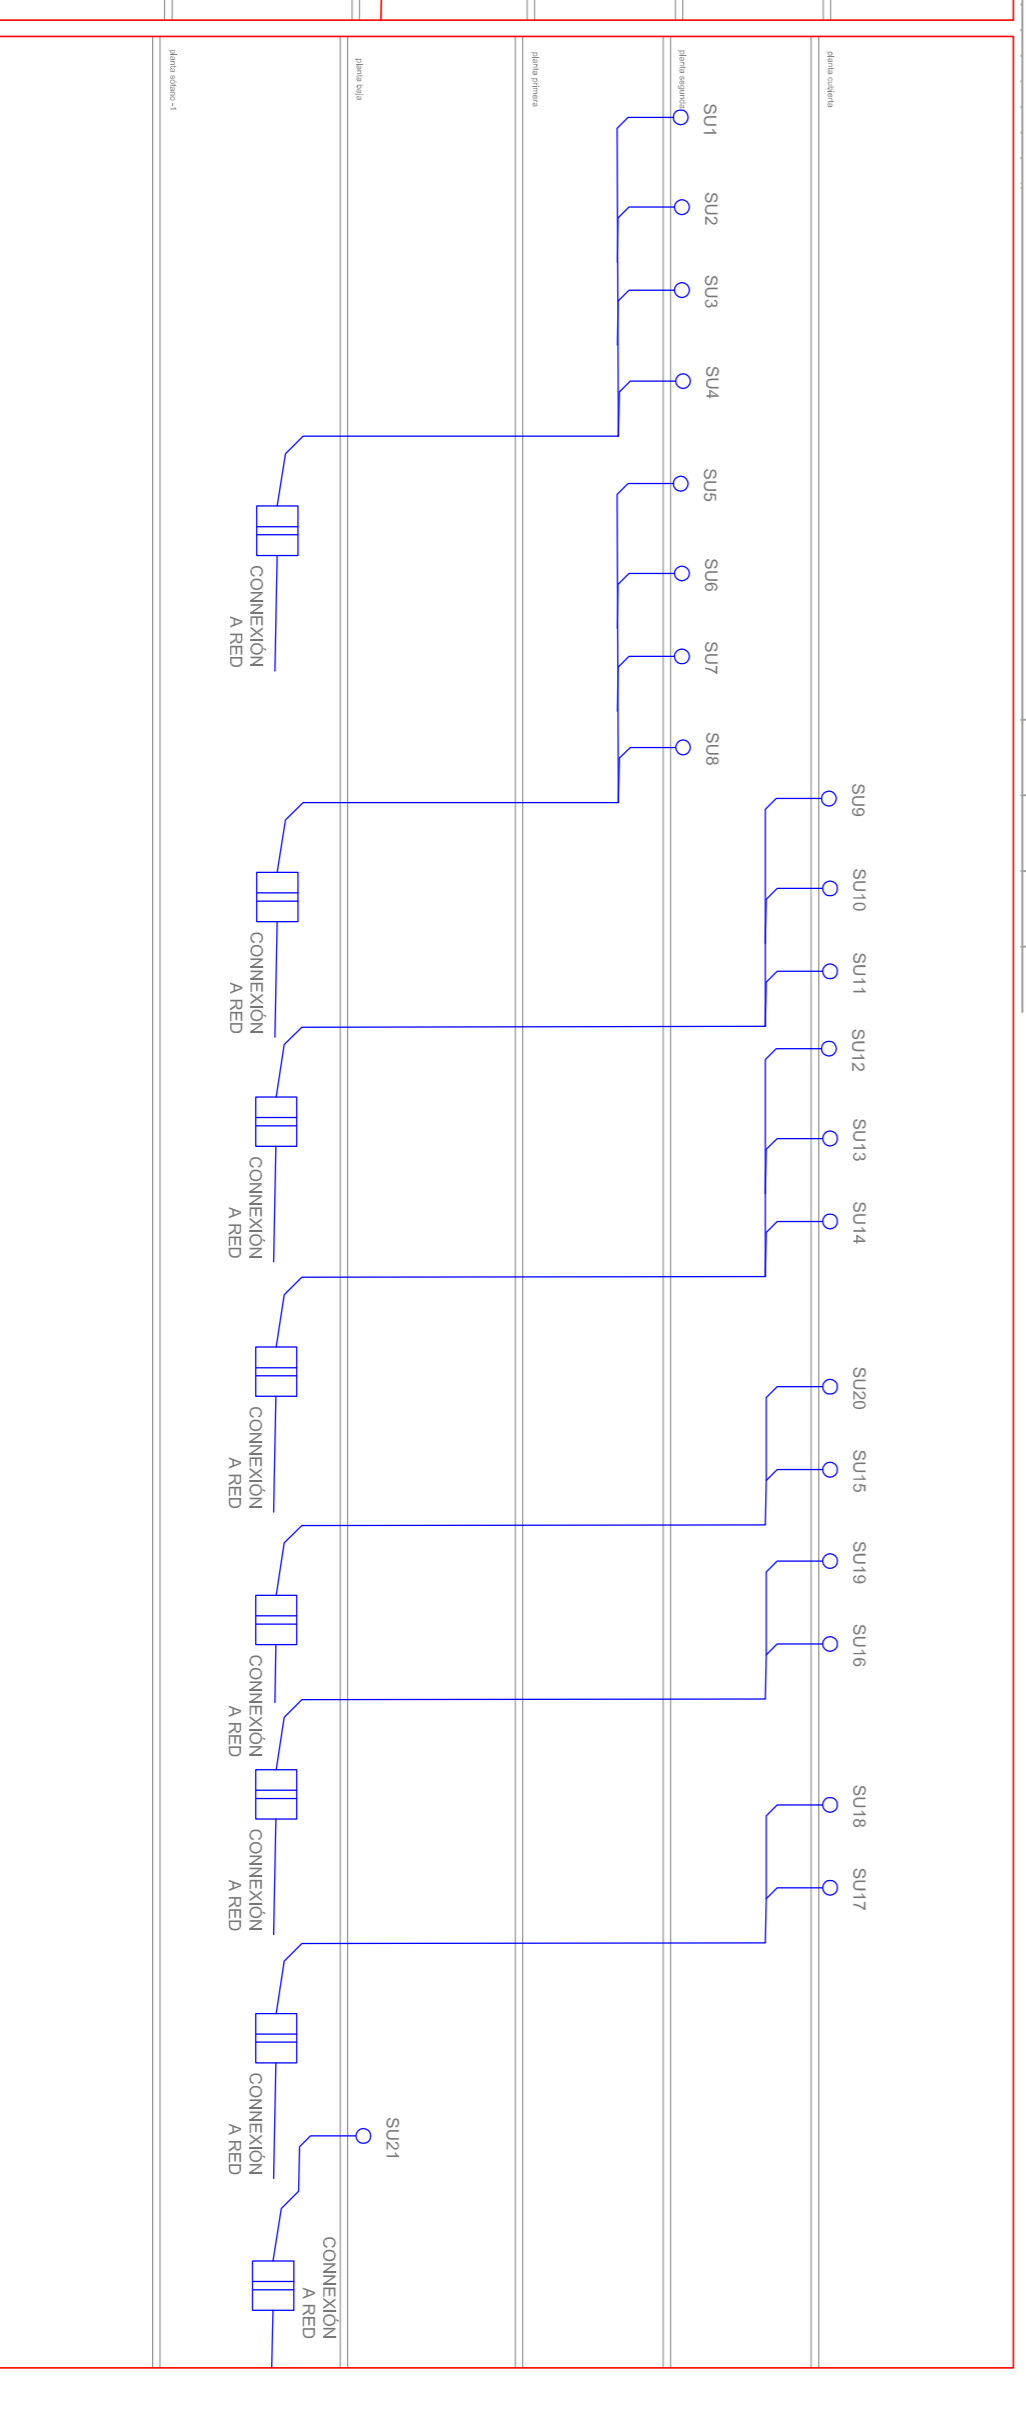 planta cubierta
planta segunda
planta primera
planta baja
planta sótano -1
SU1
SU2
SU3
SU4
SU5
SU6
SU7
SU8
SU9
SU10
SU11
SU12
SU13
SU14
SU20
SU15
SU19
SU16
SU18
SU17
SU21
CONNEXIÓN
A RED
CONNEXIÓN
A RED
CONNEXIÓN
A RED
CONNEXIÓN
A RED
CONNEXIÓN
A RED
CONNEXIÓN
A RED
CONNEXIÓN
A RED
CONNEXIÓN
A RED